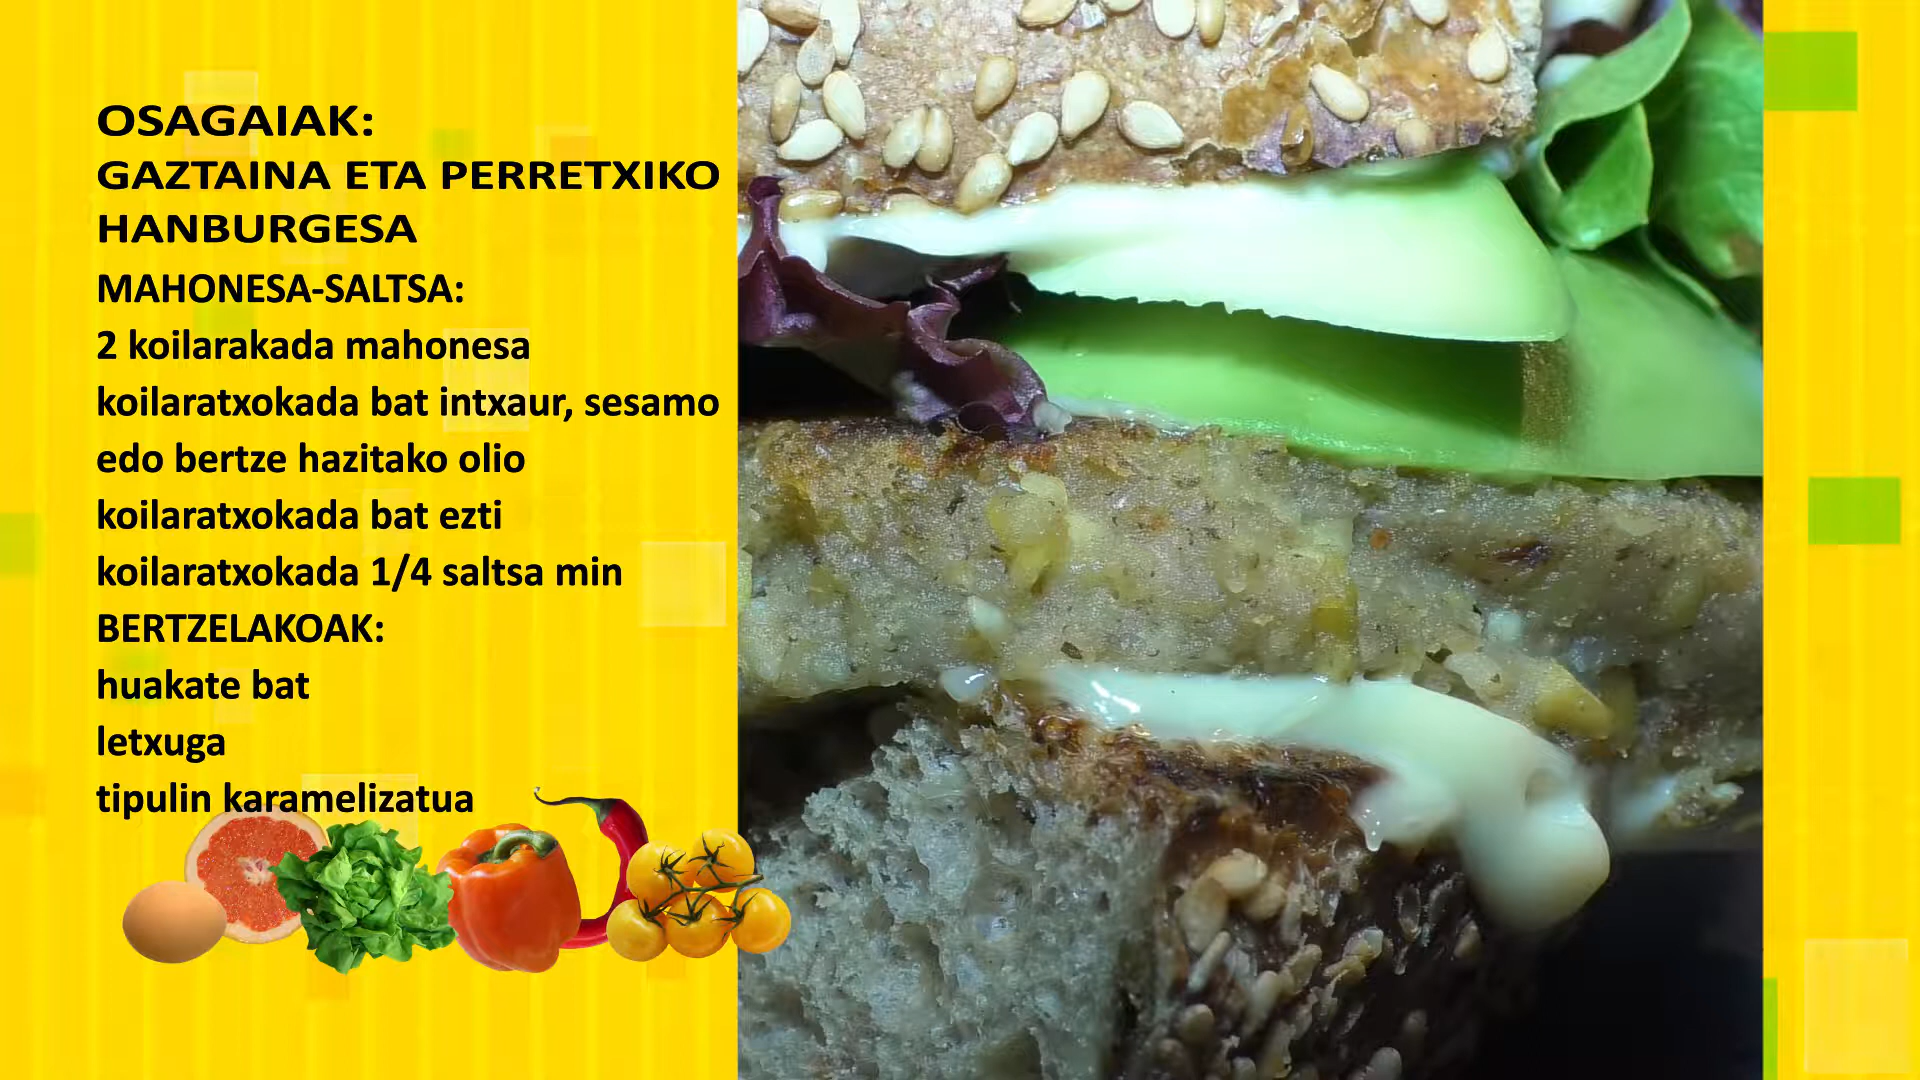 OSAGAIAK:
GAZTAINA ETA PERRETXIKO
HANBURGESA
MAHONESA-SALTSA:
2 koilarakada mahonesa
koilaratxokada bat intxaur, sesamo
edo bertze hazitako olio
koilaratxokada bat ezti
koilaratxokada 1/4 saltsa min
BERTZELAKOAK:
huakate bat
letxuga
tipulin karamelizatua